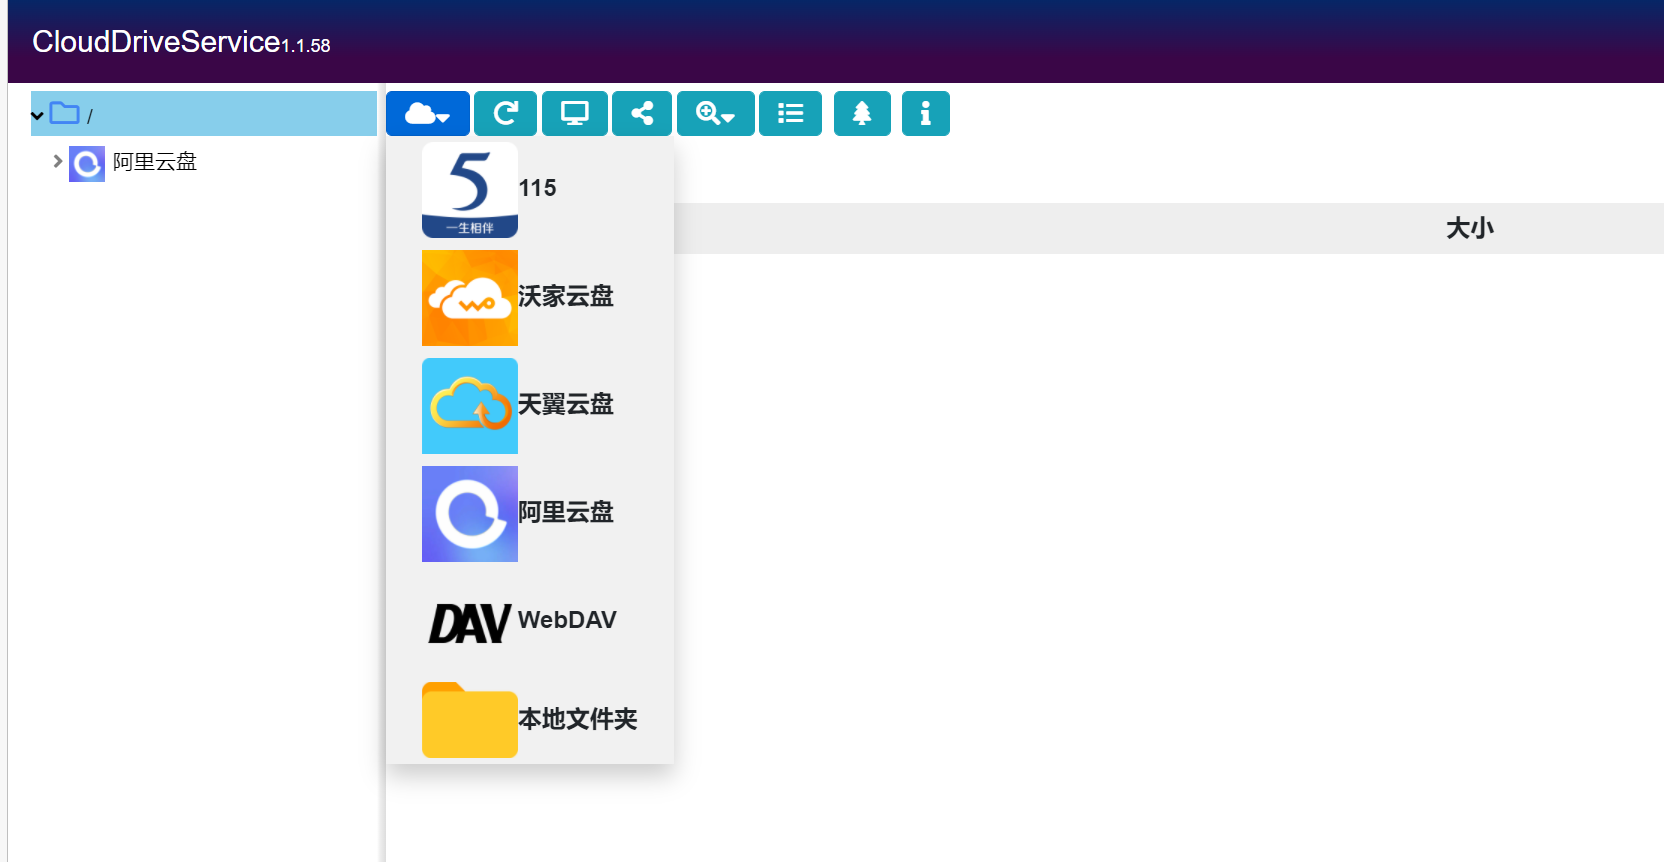 CloudDriveService1.1.58
/
阿里云盘
5
一生相伴
115
大小
沃家云盘
天翼云盘
阿里云盘
DAV WebDAV
本地文件夹